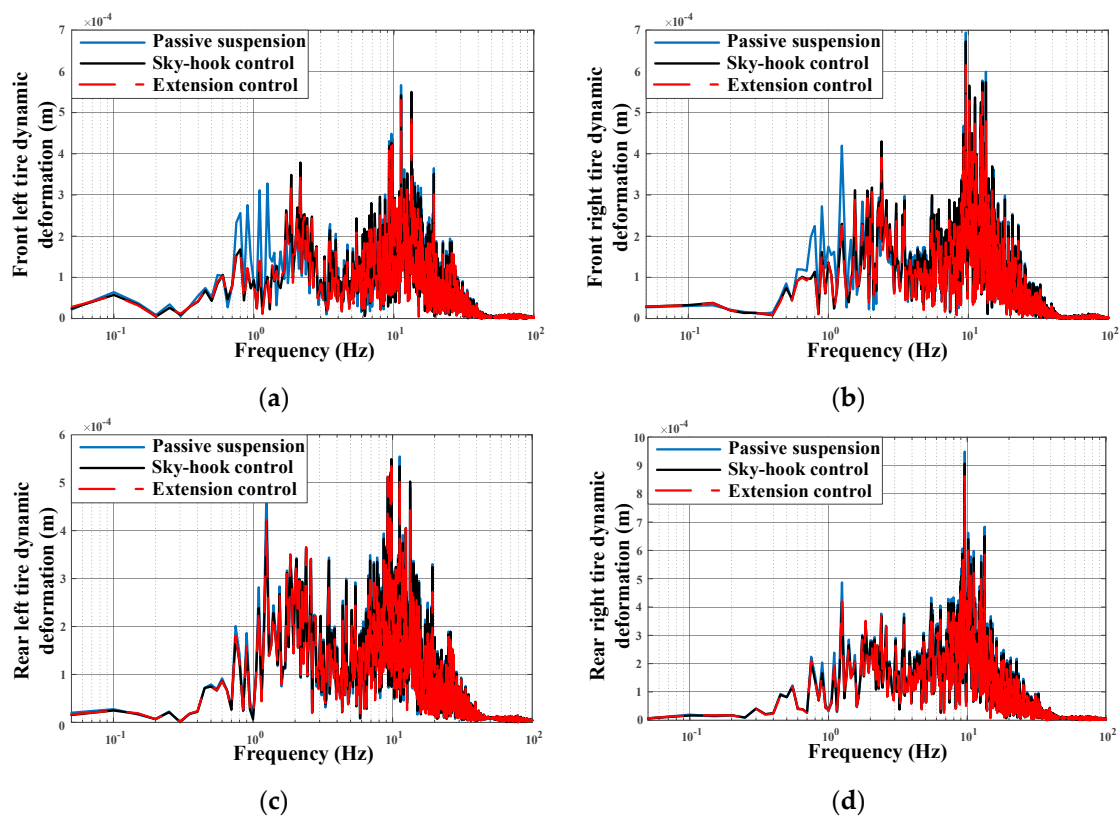 ×10⁻⁴
7
6
5
4
3
2
1
0
Front left tire dynamic
deformation (m)
Passive suspension
Sky-hook control
Extension control
10⁻¹
10⁰
10¹
10²
Frequency (Hz)
(a)
×10⁻⁴
7
6
5
4
3
2
1
0
Front right tire dynamic
deformation (m)
Passive suspension
Sky-hook control
Extension control
10⁻¹
10⁰
10¹
10²
Frequency (Hz)
(b)
×10⁻⁴
6
5
4
3
2
1
0
Rear left tire dynamic
deformation (m)
Passive suspension
Sky-hook control
Extension control
10⁻¹
10⁰
10¹
10²
Frequency (Hz)
(c)
×10⁻⁴
10
9
8
7
6
5
4
3
2
1
0
Rear right tire dynamic
deformation (m)
Passive suspension
Sky-hook control
Extension control
10⁻¹
10⁰
10¹
10²
Frequency (Hz)
(d)